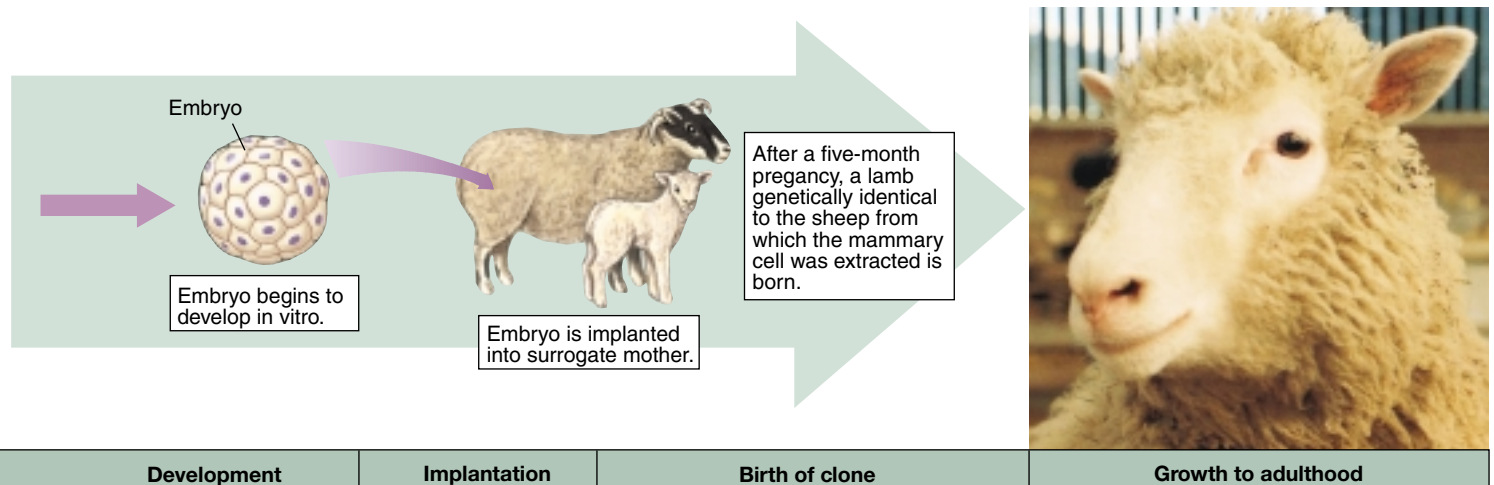 Embryo
Embryo begins to
develop in vitro.
Embryo is implanted
into surrogate mother.
After a five-month
pregancy, a lamb
genetically identical
to the sheep from
which the mammary
cell was extracted is
born.
Development
Implantation
Birth of clone
Growth to adulthood